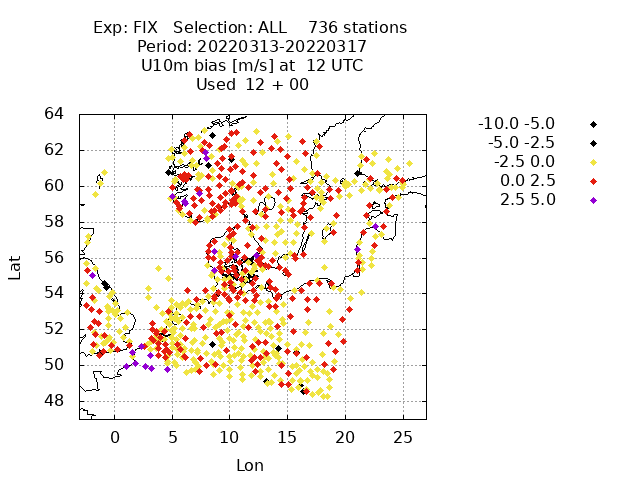 Exp: FIX   Selection: ALL    736 stations
Period: 20220313-20220317
U10m bias [m/s] at  12 UTC
Used  12 + 00
-10.0 -5.0
-5.0 -2.5
-2.5 0.0
0.0 2.5
2.5 5.0
64
62
60
58
56
54
52
50
48
Lat
0 5 10 15 20 25
Lon